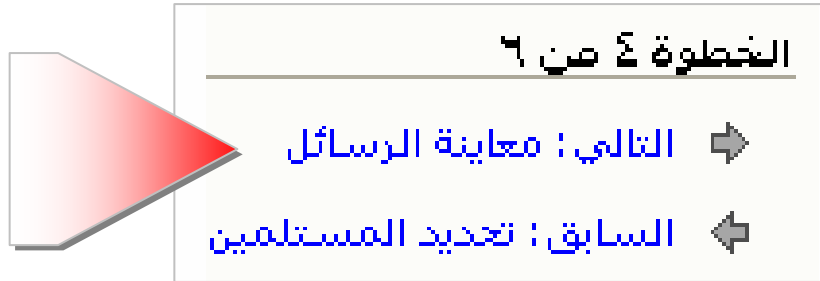 الخطوة ٤ من ٦
التالي: معاينة الرسائل
السابق: تحديد المستلمين